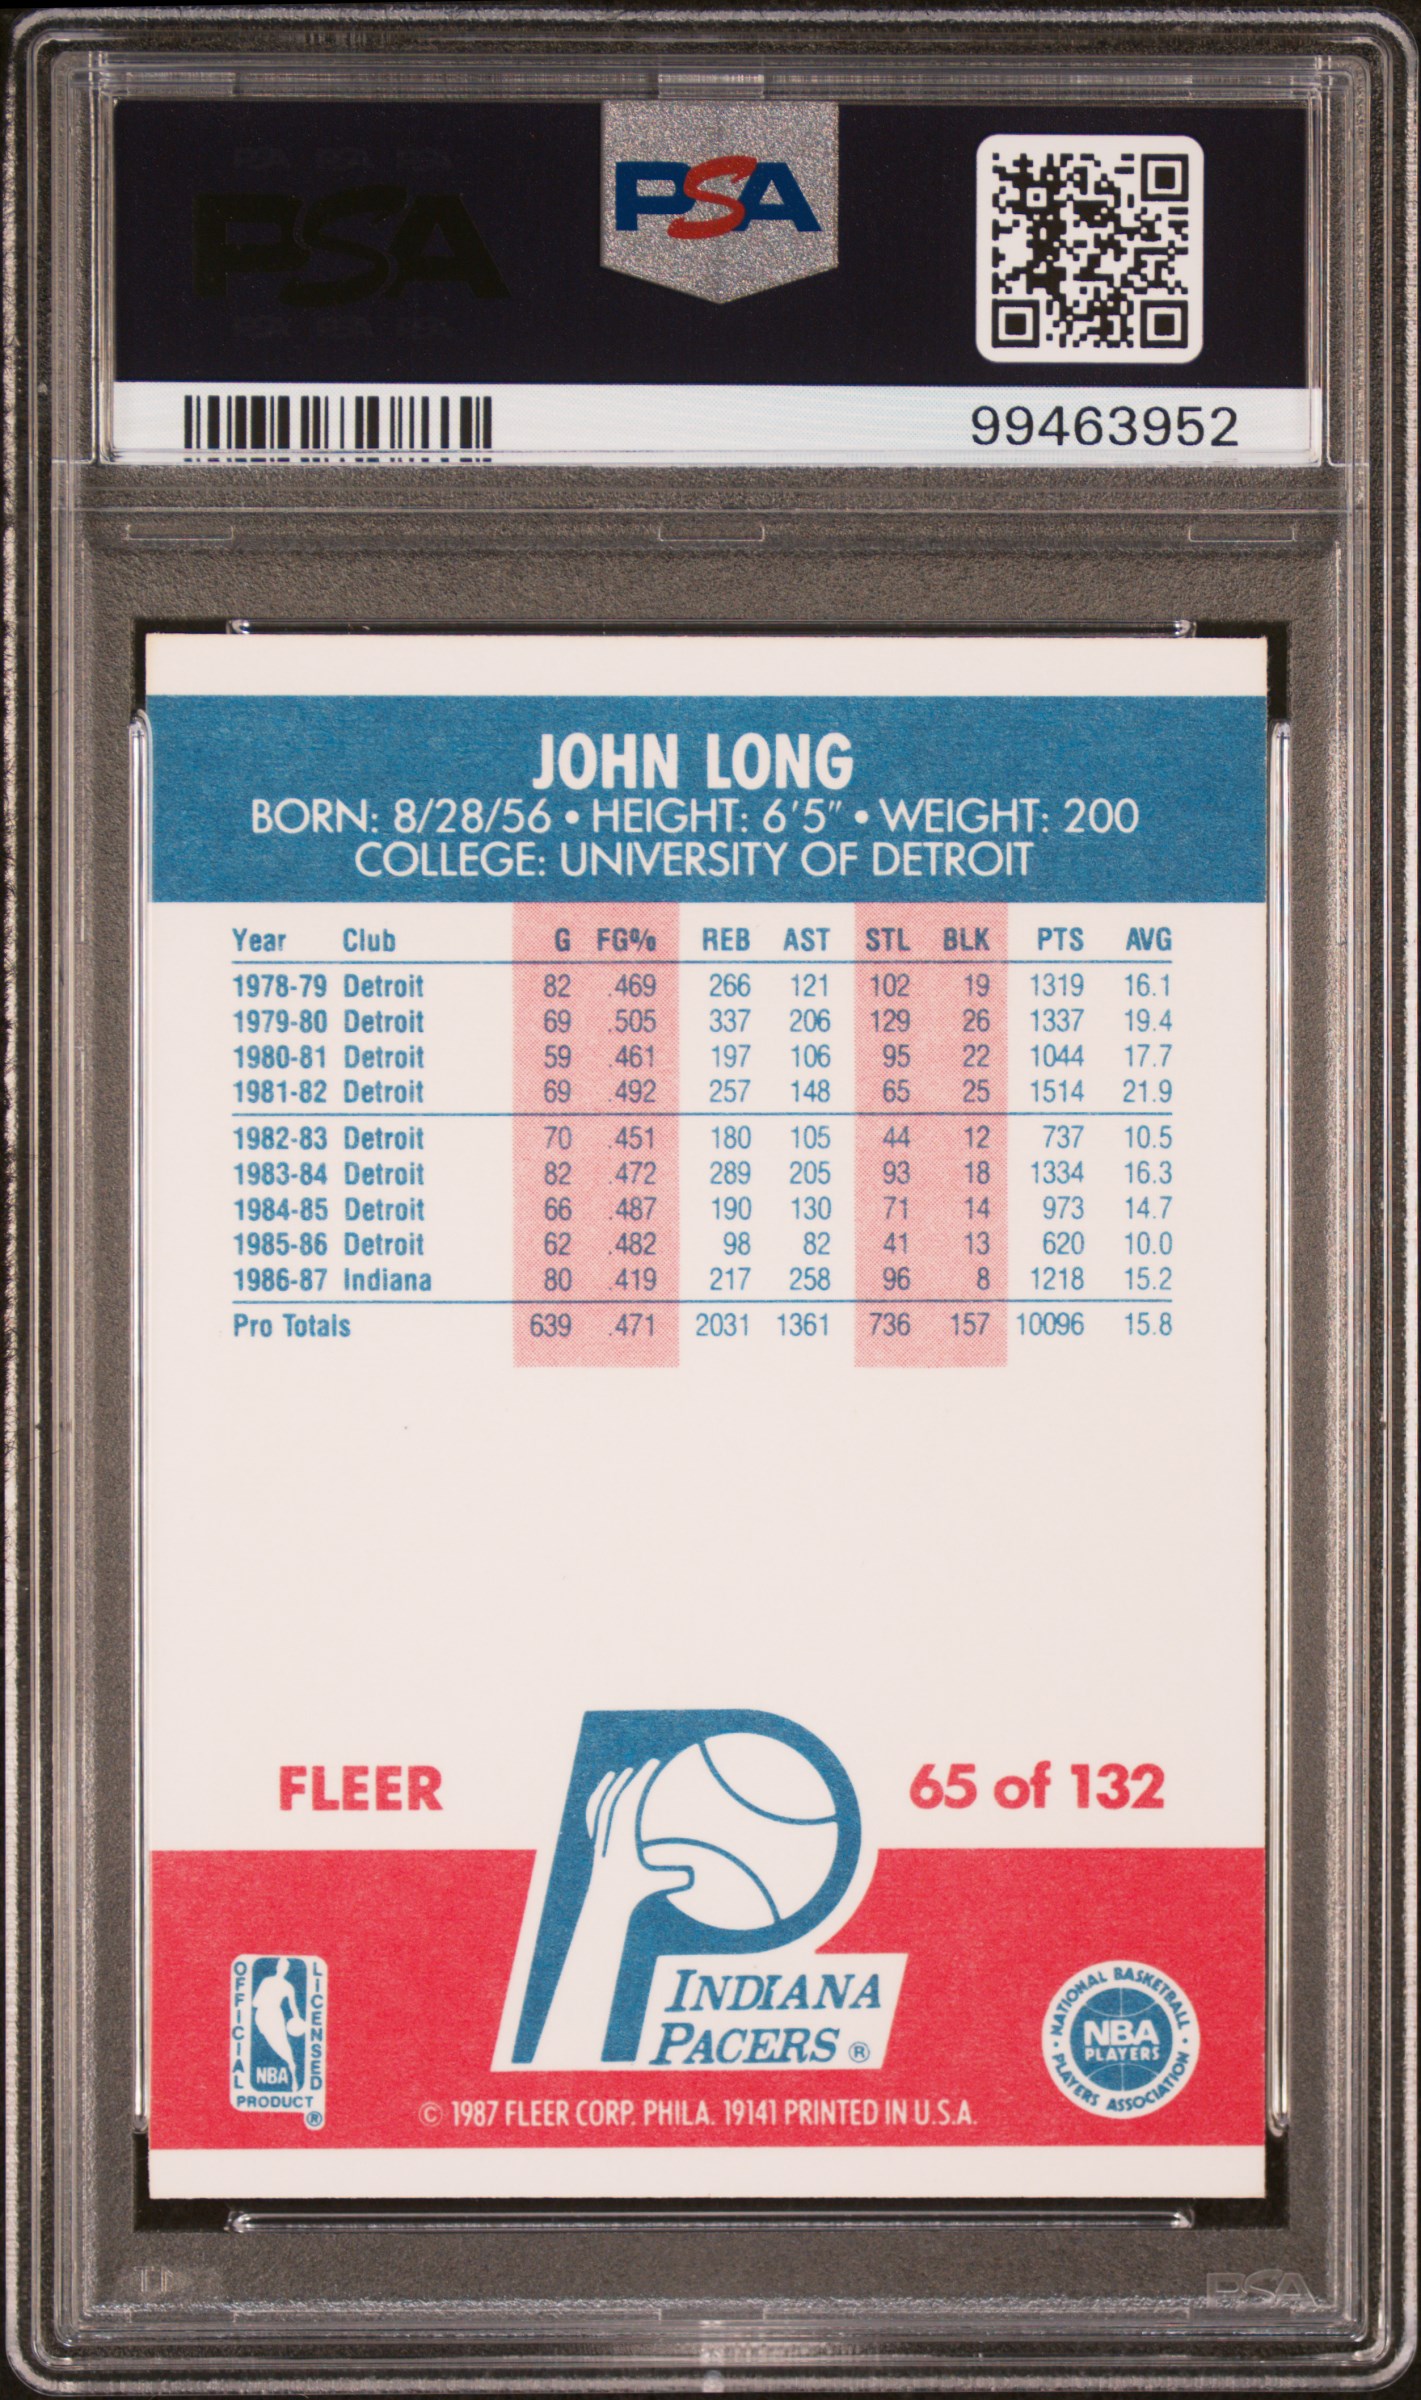 PSA
PSA
99463952
JOHN LONG
BORN: 8/28/56 • HEIGHT: 6'5" • WEIGHT: 200
COLLEGE: UNIVERSITY OF DETROIT
Year Club G FG% REB AST STL BLK PTS AVG
1978-79 Detroit 82 .469 266 121 102 19 1319 16.1
1979-80 Detroit 69 .505 337 206 129 26 1337 19.4
1980-81 Detroit 59 .461 197 106 95 22 1044 17.7
1981-82 Detroit 69 .492 257 148 65 25 1514 21.9
1982-83 Detroit 70 .451 180 105 44 12 737 10.5
1983-84 Detroit 82 .472 289 205 93 18 1334 16.3
1984-85 Detroit 66 .487 190 130 71 14 973 14.7
1985-86 Detroit 62 .482 98 82 41 13 620 10.0
1986-87 Indiana 80 .419 217 258 96 8 1218 15.2
Pro Totals 639 .471 2031 1361 736 157 10096 15.8
FLEER
65 of 132
INDIANA
PACERS ®
OFFICIAL LICENSED
NBA
PRODUCT
®
NATIONAL BASKETBALL
NBA
PLAYERS
PLAYERS ASSOCIATION
© 1987 FLEER CORP. PHILA. 19141 PRINTED IN U.S.A.
PSA